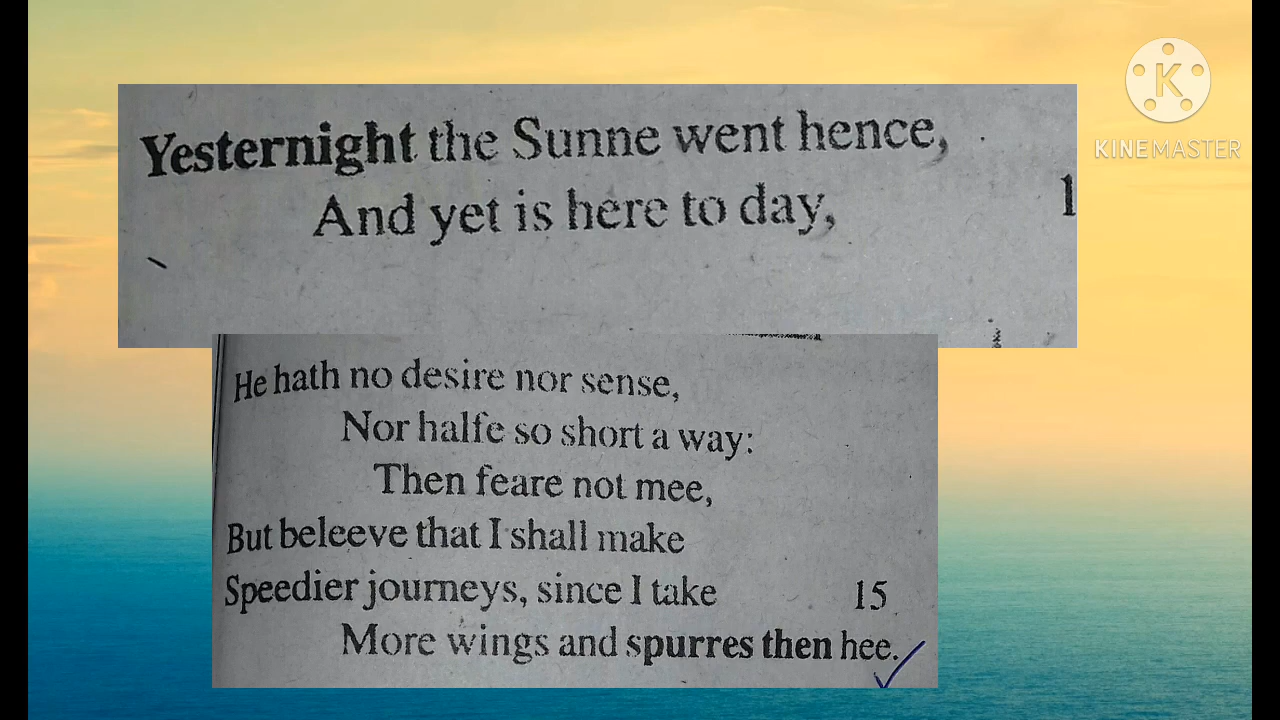 KINEMASTER
Yesternight the Sunne went hence,
And yet is here to day,
1
He hath no desire nor sense,
Nor halfe so short a way:
Then feare not mee,
But beleeve that I shall make
Speedier journeys, since I take 15
More wings and spurres then hee.